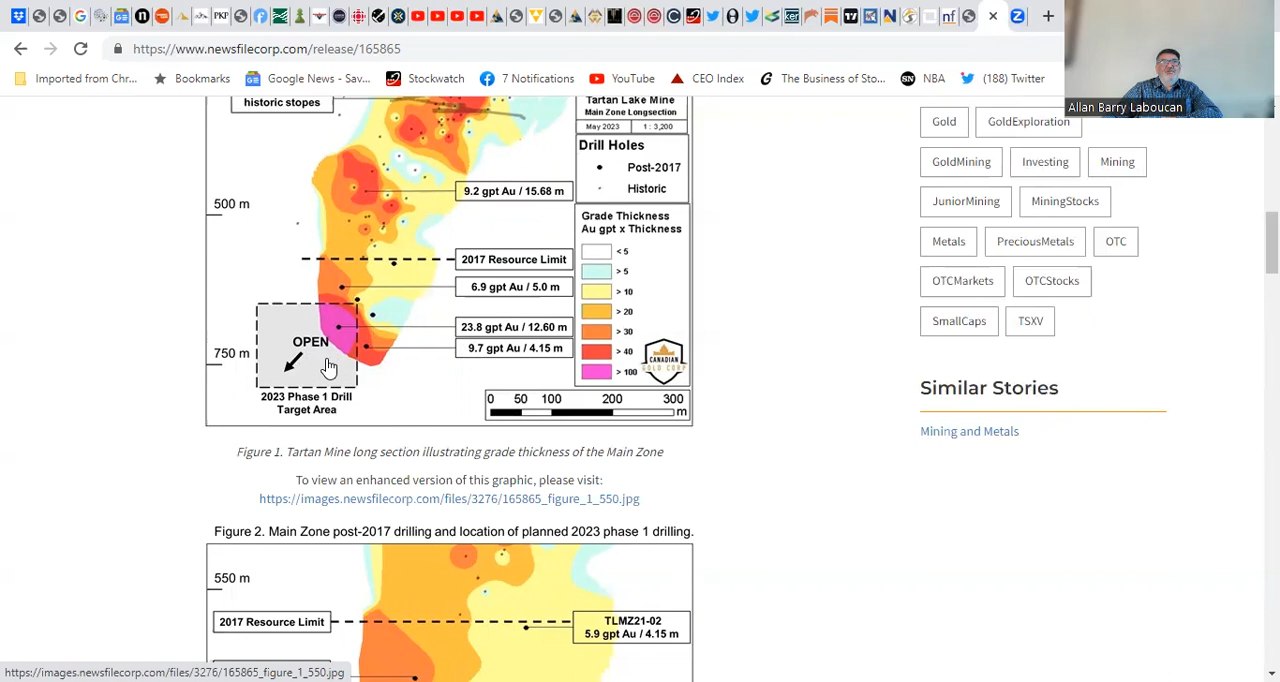 https://www.newsfilecorp.com/release/165865
Imported from Chr...
Bookmarks
Google News - Sav...
Stockwatch
7 Notifications
YouTube
CEO Index
The Business of Sto...
NBA
(188) Twitter
Allan Barry Laboucan
historic stopes
Tartan Lake Mine
Main Zone Longsection
May 2023
1 : 3,200
Drill Holes
Post-2017
Historic
9.2 gpt Au / 15.68 m
500 m
Grade Thickness
Au gpt x Thickness
< 5
> 5
> 10
> 20
> 30
> 40
> 100
2017 Resource Limit
6.9 gpt Au / 5.0 m
23.8 gpt Au / 12.60 m
9.7 gpt Au / 4.15 m
OPEN
750 m
CANADIAN
GOLD CORP
2023 Phase 1 Drill
Target Area
0 50 100 200 300
m
Figure 1. Tartan Mine long section illustrating grade thickness of the Main Zone
To view an enhanced version of this graphic, please visit:
https://images.newsfilecorp.com/files/3276/165865_figure_1_550.jpg
Figure 2. Main Zone post-2017 drilling and location of planned 2023 phase 1 drilling.
550 m
2017 Resource Limit
TLMZ21-02
5.9 gpt Au / 4.15 m
Gold
GoldExploration
GoldMining
Investing
Mining
JuniorMining
MiningStocks
Metals
PreciousMetals
OTC
OTCMarkets
OTCStocks
SmallCaps
TSXV
Similar Stories
Mining and Metals
https://images.newsfilecorp.com/files/3276/165865_figure_1_550.jpg